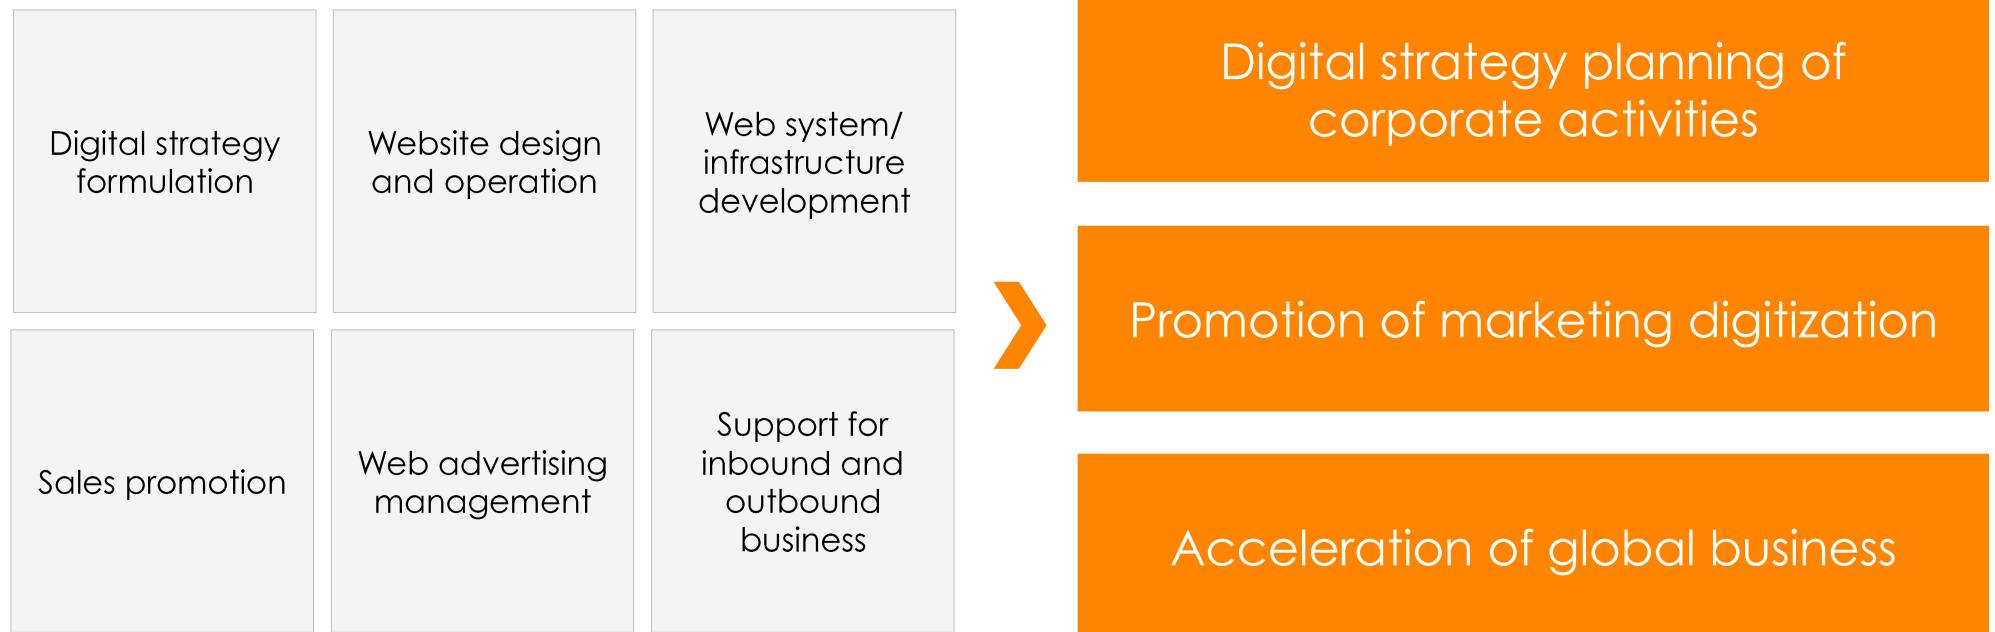 Digital strategy
formulation
Website design
and operation
Web system/
infrastructure
development
Sales promotion
Web advertising
management
Support for
inbound and
outbound
business
Digital strategy planning of
corporate activities
Promotion of marketing digitization
Acceleration of global business